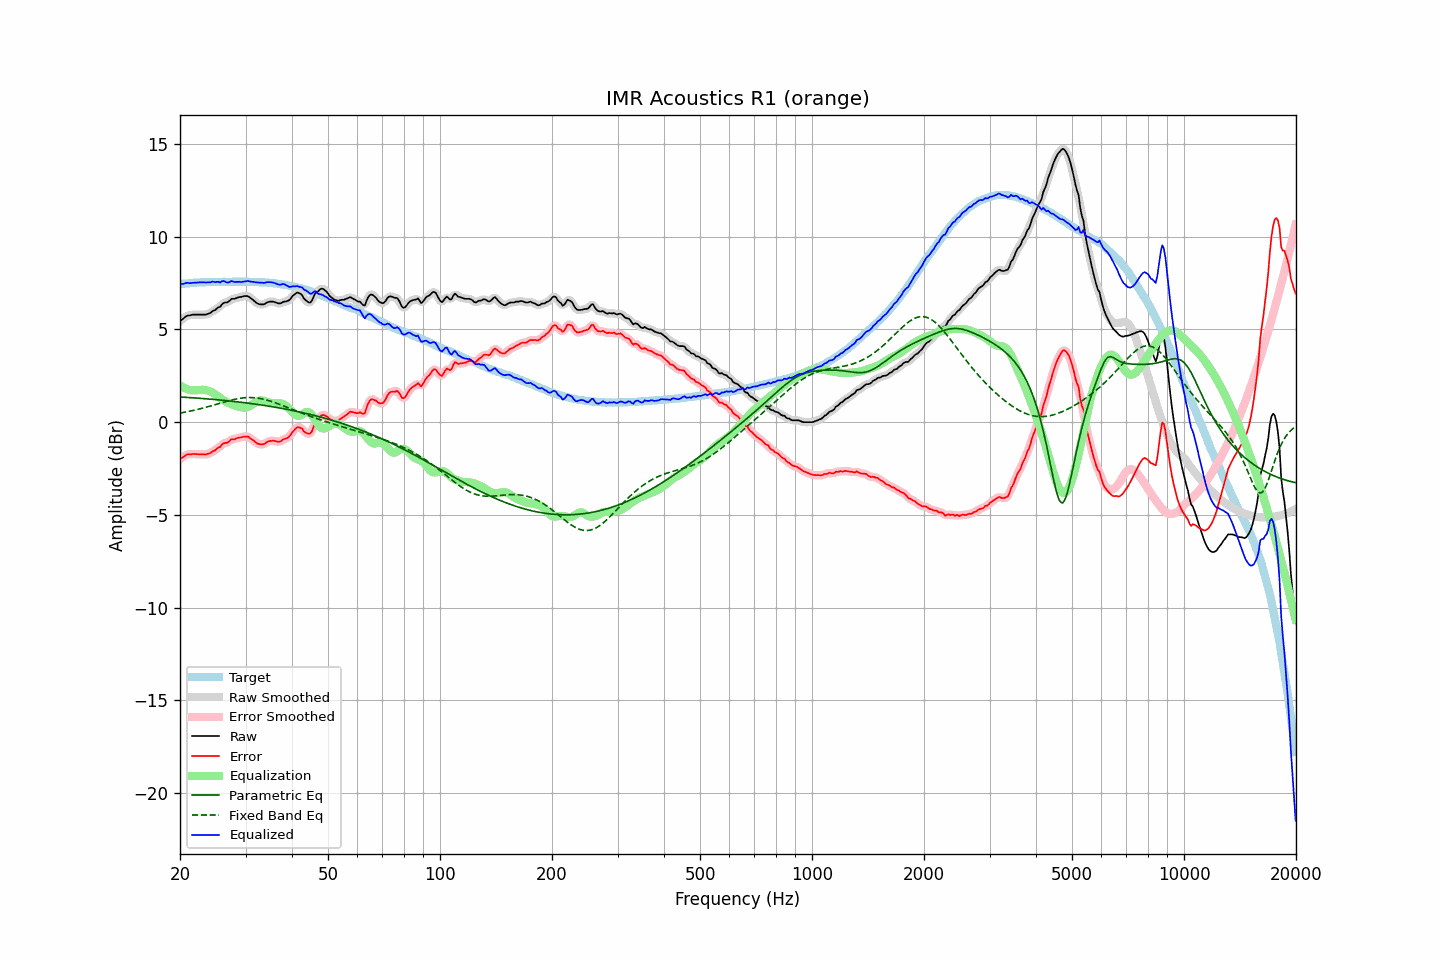 IMR Acoustics R1 (orange)
Amplitude (dBr)
15
10
5
0
−5
−10
−15
−20
Target
Raw Smoothed
Error Smoothed
Raw
Error
Equalization
Parametric Eq
Fixed Band Eq
Equalized
20 50 100 200 500 1000 2000 5000 10000 20000
Frequency (Hz)